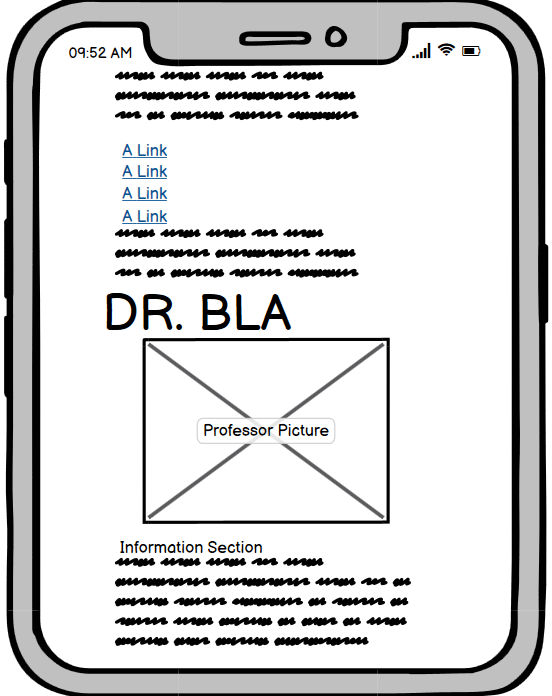 09:52 AM
A Link
A Link
A Link
A Link
DR. BLA
Professor Picture
Information Section